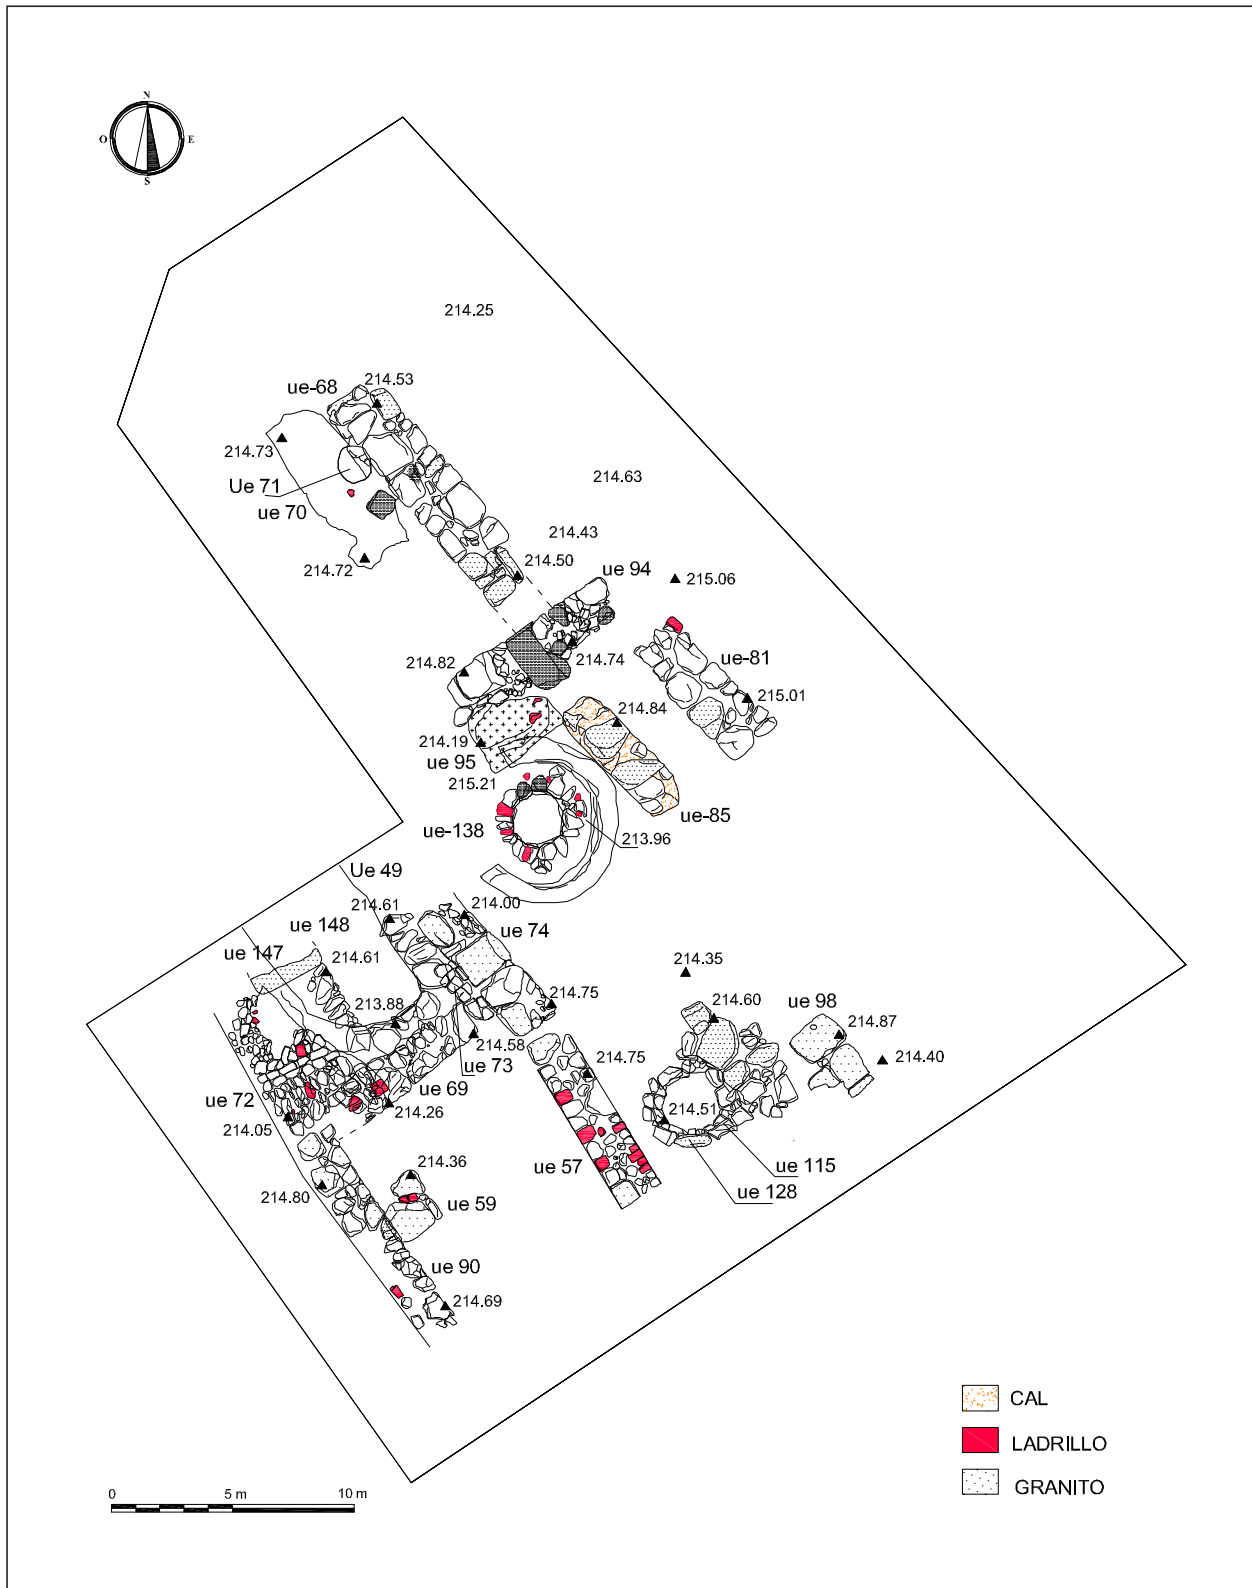 N
O E
S
214.25
ue-68 214.53
214.73
Ue 71
ue 70
214.63
214.43
214.72
214.50
ue 94
215.06
214.82
214.74
ue-81
215.01
214.84
214.19
ue 95
215.21
ue-138
ue-85
213.96
Ue 49
214.61
214.00
ue 148
ue 74
ue 147
214.61
213.88
214.75
214.58
ue 73
214.35
214.60
ue 98
214.87
214.40
214.75
ue 69
ue 72
214.26
214.05
214.51
ue 57
ue 115
ue 128
214.36
214.80
ue 59
ue 90
214.69
CAL
LADRILLO
GRANITO
0 5 m 10 m